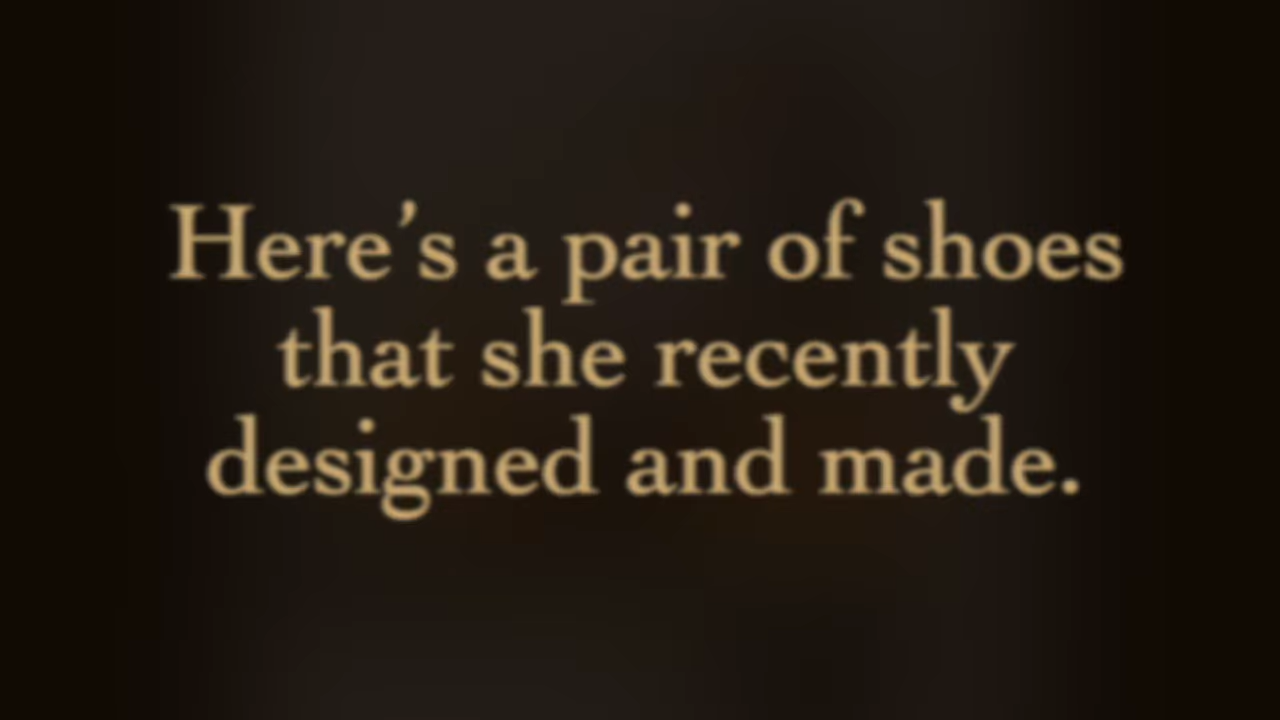 Here’s a pair of shoes
that she recently
designed and made.